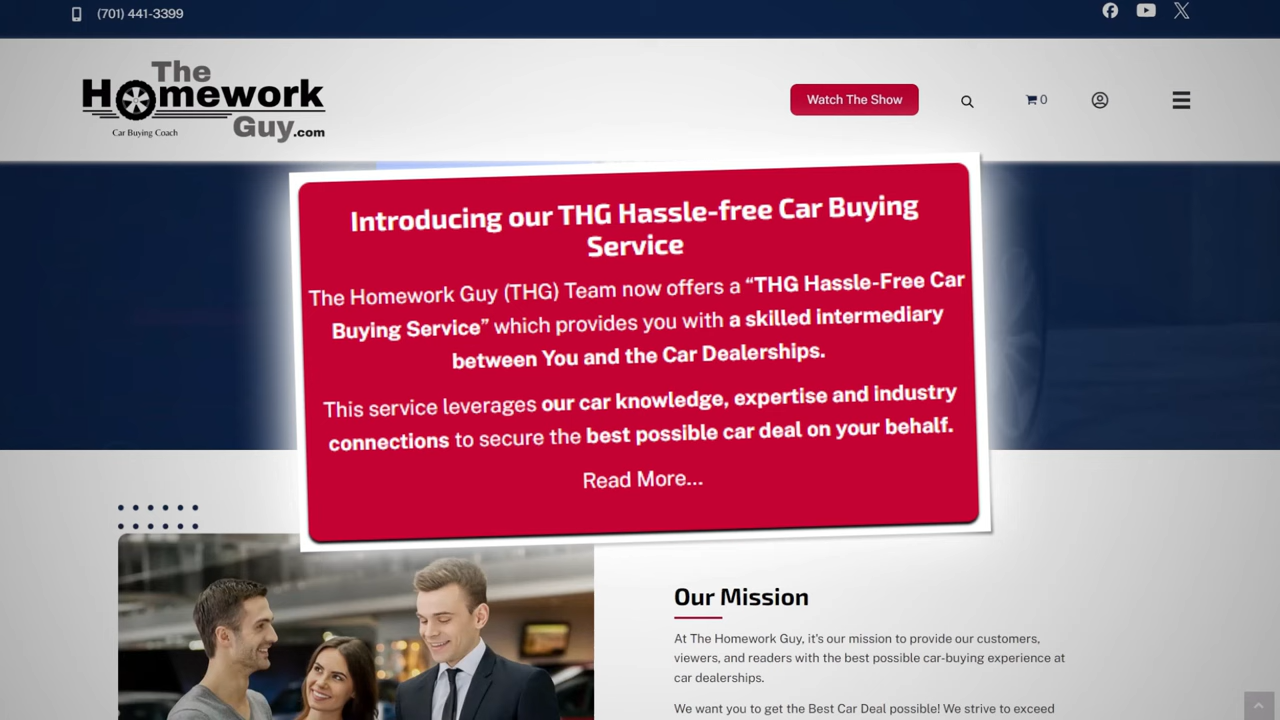 (701) 441-3399
The
Homework
Guy.com
Car Buying Coach
Watch The Show
0
Introducing our THG Hassle-free Car Buying
Service
The Homework Guy (THG) Team now offers a “THG Hassle-Free Car
Buying Service” which provides you with a skilled intermediary
between You and the Car Dealerships.
This service leverages our car knowledge, expertise and industry
connections to secure the best possible car deal on your behalf.
Read More...
Our Mission
At The Homework Guy, it's our mission to provide our customers,
viewers, and readers with the best possible car-buying experience at
car dealerships.
We want you to get the Best Car Deal possible! We strive to exceed